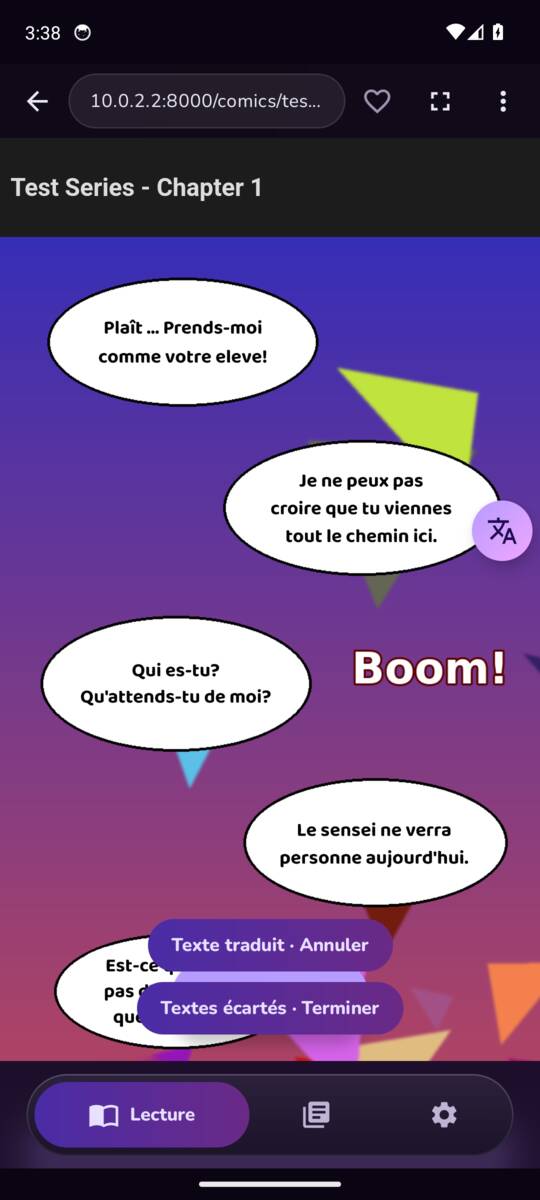 3:38
10.0.2.2:8000/comics/tes...
Test Series - Chapter 1
Plaît ... Prends-moi
comme votre eleve!
Je ne peux pas
croire que tu viennes
tout le chemin ici.
Qui es-tu?
Qu'attends-tu de moi?
Boom!
Le sensei ne verra
personne aujourd'hui.
Est-ce
pas
Texte traduit · Annuler
Textes écartés · Terminer
Lecture